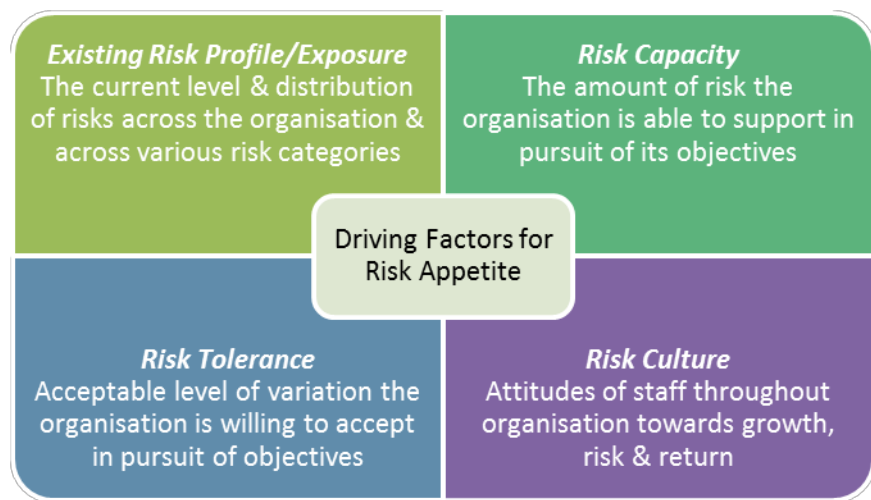 Existing Risk Profile/Exposure
The current level & distribution
of risks across the organisation &
across various risk categories
Risk Capacity
The amount of risk the
organisation is able to support in
pursuit of its objectives
Driving Factors for
Risk Appetite
Risk Tolerance
Acceptable level of variation the
organisation is willing to accept
in pursuit of objectives
Risk Culture
Attitudes of staff throughout
organisation towards growth,
risk & return